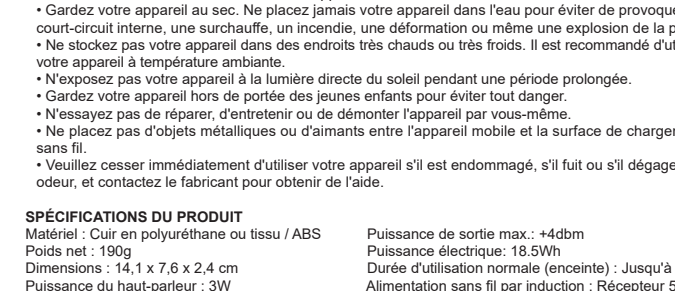 • Gardez votre appareil au sec. Ne placez jamais votre appareil dans l'eau pour éviter de provoque
court-circuit interne, une surchauffe, un incendie, une déformation ou même une explosion de la p
• Ne stockez pas votre appareil dans des endroits très chauds ou très froids. Il est recommandé d'ut
votre appareil à température ambiante.
• N'exposez pas votre appareil à la lumière directe du soleil pendant une période prolongée.
• Gardez votre appareil hors de portée des jeunes enfants pour éviter tout danger.
• N'essayez pas de réparer, d'entretenir ou de démonter l'appareil par vous-même.
• Ne placez pas d'objets métalliques ou d'aimants entre l'appareil mobile et la surface de charger
sans fil.
• Veuillez cesser immédiatement d'utiliser votre appareil s'il est endommagé, s'il fuit ou s'il dégage
odeur, et contactez le fabricant pour obtenir de l'aide.
SPÉCIFICATIONS DU PRODUIT
Matériel : Cuir en polyuréthane ou tissu / ABS Puissance de sortie max.: +4dbm
Poids net : 190g Puissance électrique: 18.5Wh
Dimensions : 14,1 x 7,6 x 2,4 cm Durée d'utilisation normale (enceinte) : Jusqu'à
Puissance du haut-parleur : 3W Alimentation sans fil par induction : Récepteur 5